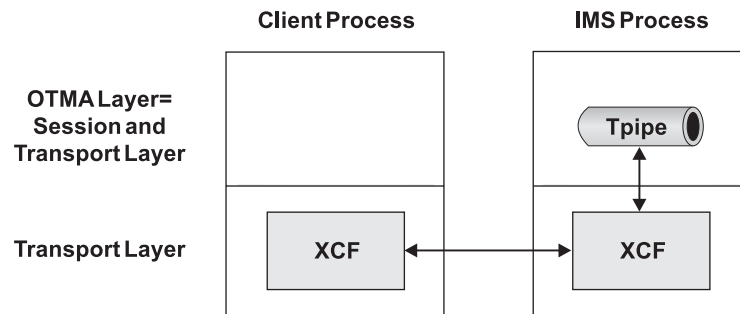 Client Process
IMS Process
OTMA Layer=
Session and
Transport Layer
Tpipe
Transport Layer
XCF
XCF